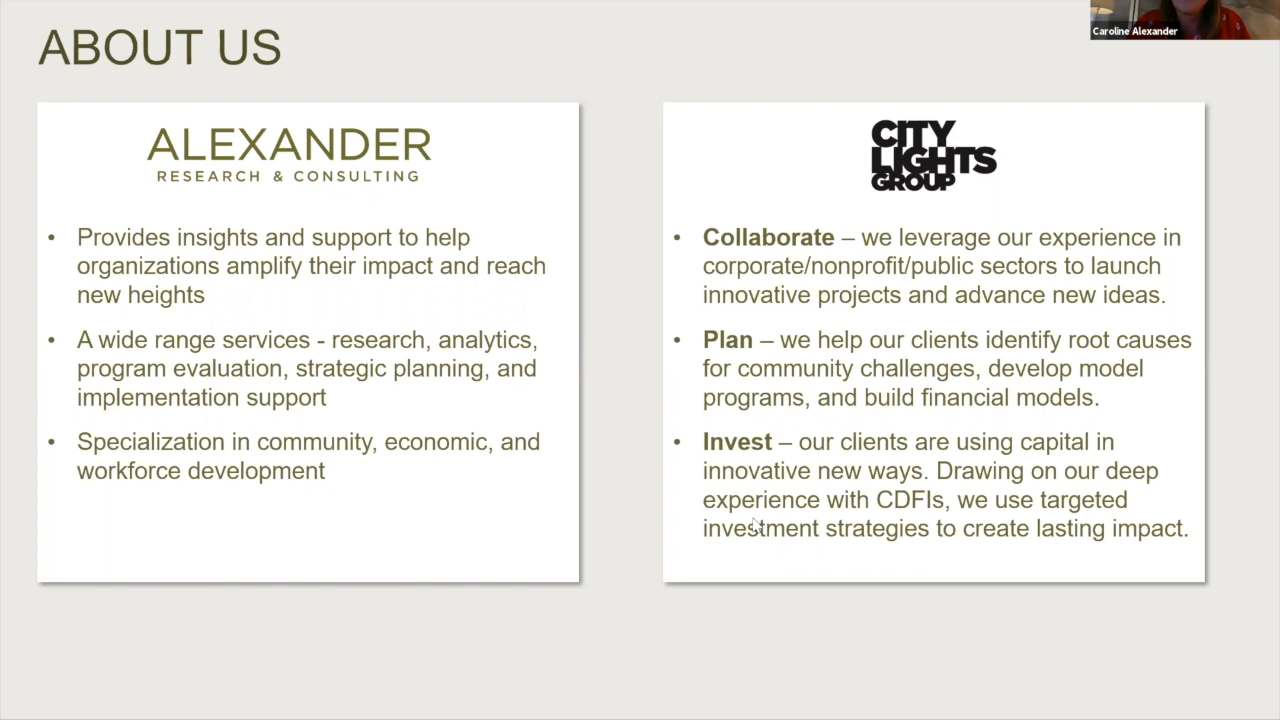 ABOUT US
Caroline Alexander
ALEXANDER
RESEARCH & CONSULTING
• Provides insights and support to help
organizations amplify their impact and reach
new heights
• A wide range services - research, analytics,
program evaluation, strategic planning, and
implementation support
• Specialization in community, economic, and
workforce development
CITY
LIGHTS
GROUP
• Collaborate – we leverage our experience in
corporate/nonprofit/public sectors to launch
innovative projects and advance new ideas.
• Plan – we help our clients identify root causes
for community challenges, develop model
programs, and build financial models.
• Invest – our clients are using capital in
innovative new ways. Drawing on our deep
experience with CDFIs, we use targeted
investment strategies to create lasting impact.